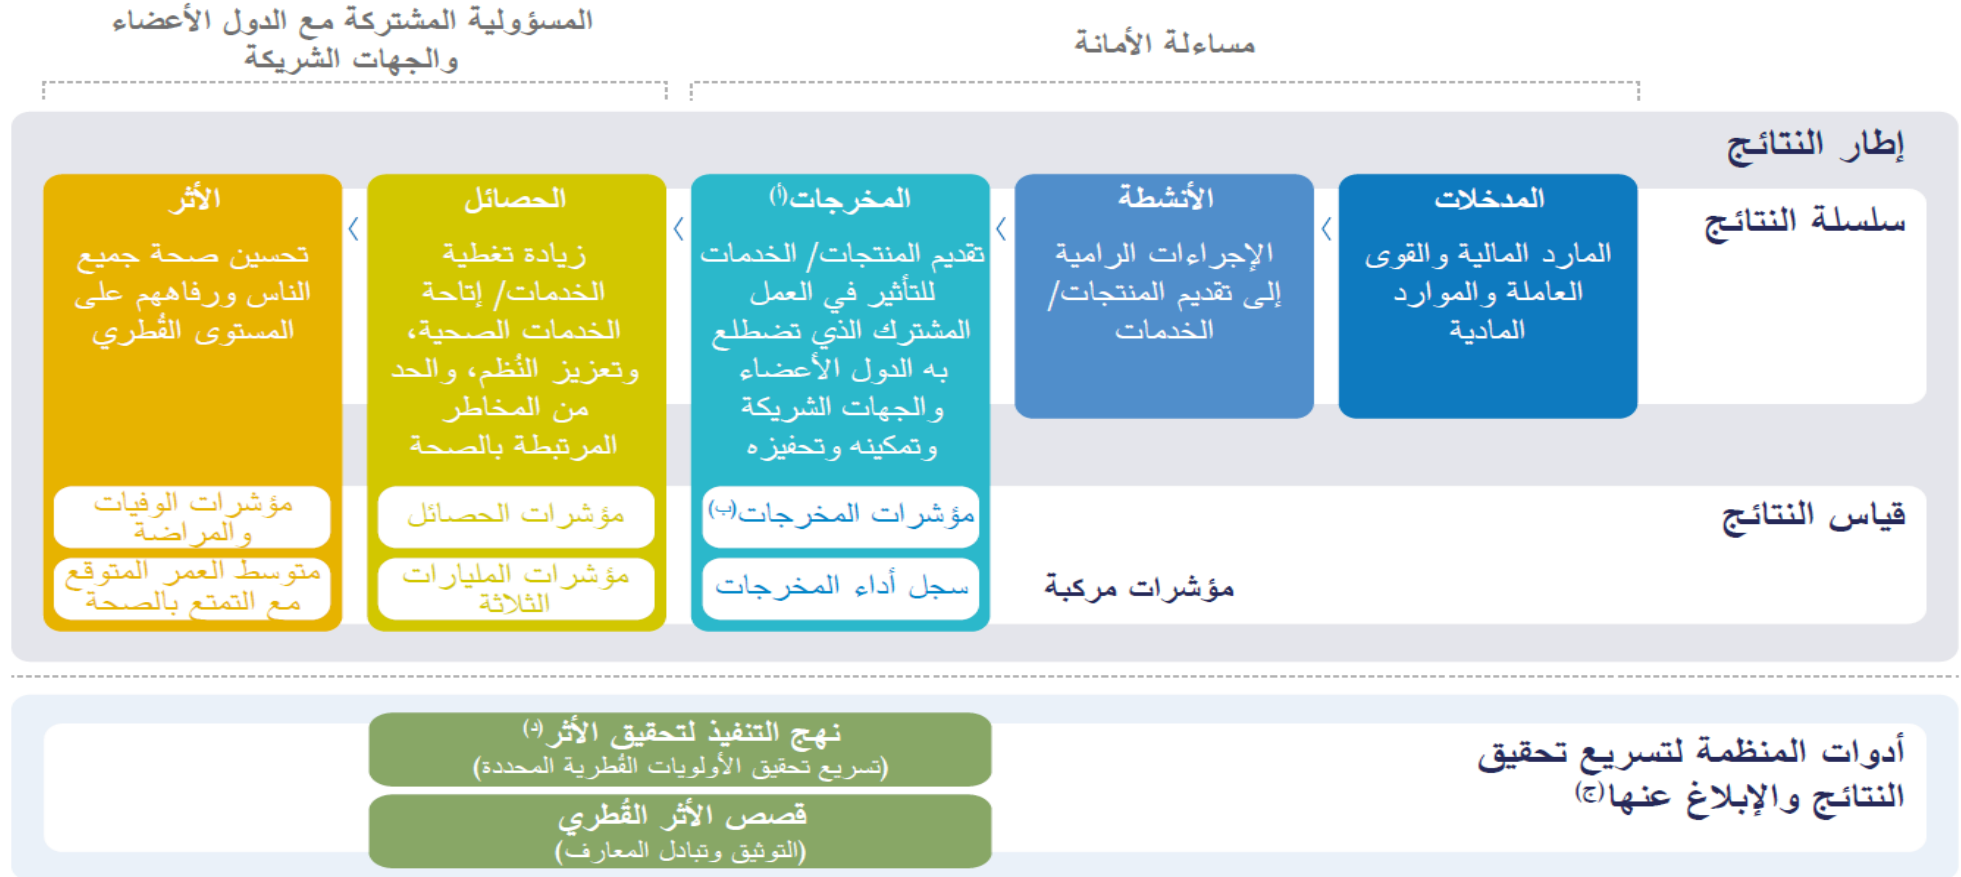 مساءلة الأمانة
المسؤولية المشتركة مع الدول الأعضاء
والجهات الشريكة
إطار النتائج
سلسلة النتائج
المدخلات
المارد المالية والقوى
العاملة والموارد
المادية
الأنشطة
الإجراءات الرامية
إلى تقديم المنتجات/
الخدمات
المخرجات(أ)
تقديم المنتجات/ الخدمات
للتأثير في العمل
المشترك الذي تضطلع
به الدول الأعضاء
والجهات الشريكة
وتمكينه وتحفيزه
الحصائل
زيادة تغطية
الخدمات/ إتاحة
الخدمات الصحية،
وتعزيز النُظم، والحد
من المخاطر
المرتبطة بالصحة
الأثر
تحسين صحة جميع
الناس ورفاههم على
المستوى القُطري
قياس النتائج
مؤشرات المخرجات(ب)
مؤشرات الحصائل
مؤشرات الوفيات
والمراضة
مؤشرات مركبة
سجل أداء المخرجات
مؤشرات المليارات
الثلاثة
متوسط العمر المتوقع
مع التمتع بالصحة
أدوات المنظمة لتسريع تحقيق
النتائج والإبلاغ عنها(ج)
نهج التنفيذ لتحقيق الأثر(د)
(تسريع تحقيق الأولويات القُطرية المحددة)
قصص الأثر القُطري
(التوثيق وتبادل المعارف)